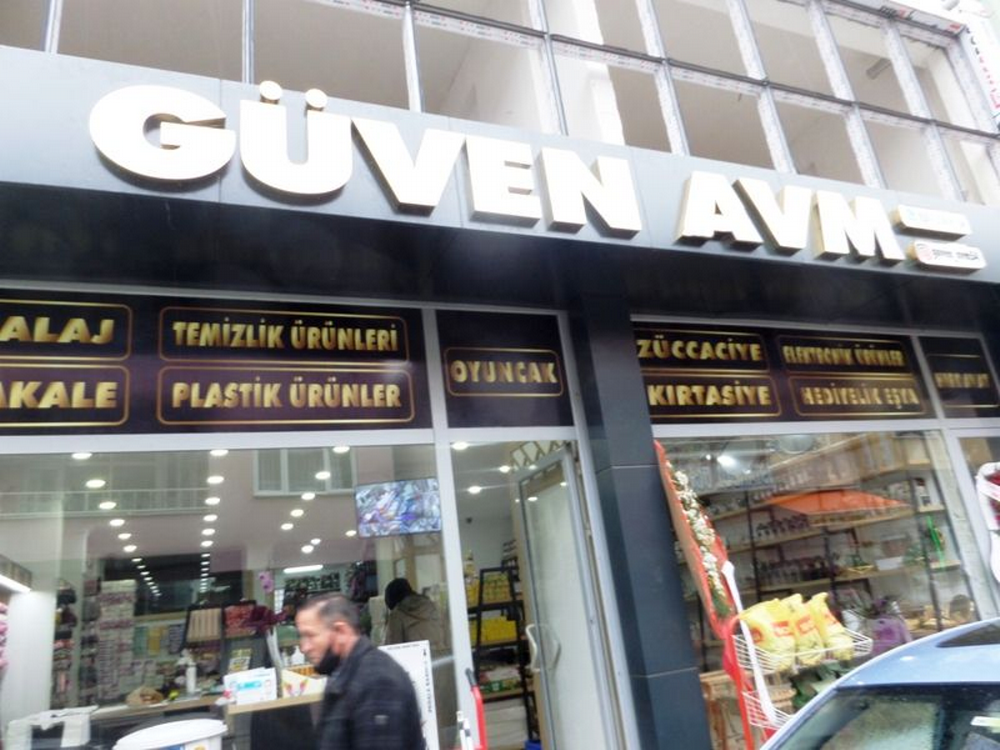 GÜVEN AVM
ALAJ
AKALE
TEMİZLİK ÜRÜNLERİ
PLASTİK ÜRÜNLER
OYUNCAK
ZÜCCACİYE
KIRTASİYE
ELEKTRONİK ÜRÜNLER
HEDİYELİK EŞYA